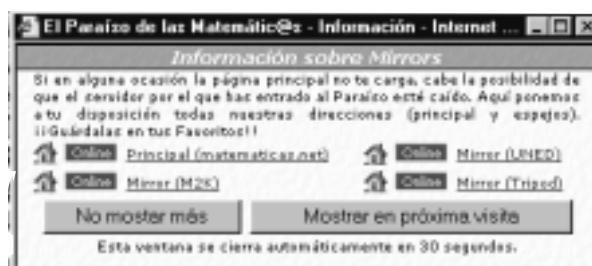 El Paraíso de las Matemátic@s - Información - Internet ...
Información sobre Mirrors
Si en alguna ocasión la página principal no te carga, cabe la posibilidad de
que el servidor por el que has entrado al Paraíso esté caído. Aquí ponemos
a tu disposición todas nuestras direcciones (principal y espejos).
¡¡Guárdalas en tus Favoritos!!
Online Principal (matematicas.net) Online Mirror (UNED)
Online Mirror (M2K) Online Mirror (Tripod)
No mostar más Mostrar en próxima visita
Esta ventana se cierra automáticamente en 30 segundos.